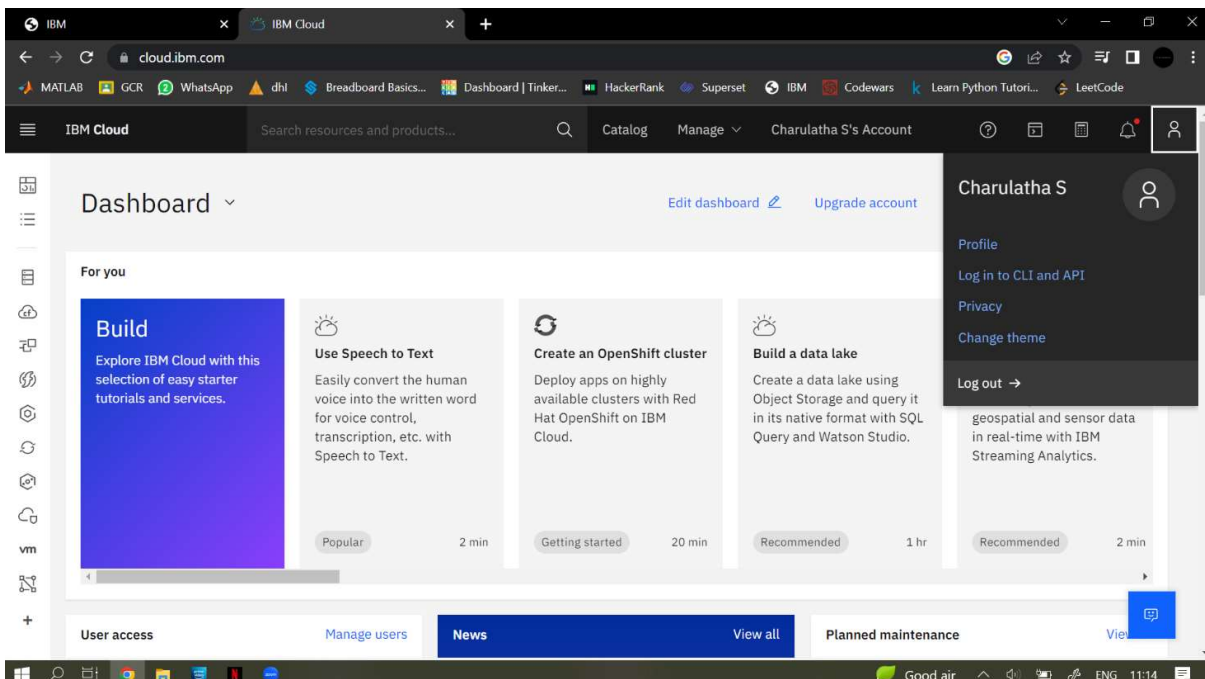 IBM
IBM Cloud
cloud.ibm.com
MATLAB GCR WhatsApp dhl Breadboard Basics... Dashboard | Tinker... HackerRank Superset IBM Codewars Learn Python Tutori... LeetCode
IBM Cloud Search resources and products... Catalog Manage Charulatha S's Account
Dashboard
Edit dashboard Upgrade account
Charulatha S
Profile
Log in to CLI and API
Privacy
Change theme
Log out →
For you
Build
Explore IBM Cloud with this
selection of easy starter
tutorials and services.
Use Speech to Text
Easily convert the human
voice into the written word
for voice control,
transcription, etc. with
Speech to Text.
Popular 2 min
Create an OpenShift cluster
Deploy apps on highly
available clusters with Red
Hat OpenShift on IBM
Cloud.
Getting started 20 min
Build a data lake
Create a data lake using
Object Storage and query it
in its native format with SQL
Query and Watson Studio.
Recommended 1 hr
geospatial and sensor data
in real-time with IBM
Streaming Analytics.
Recommended 2 min
vm
User access Manage users
News View all
Planned maintenance Vie
Good air ENG 11:14